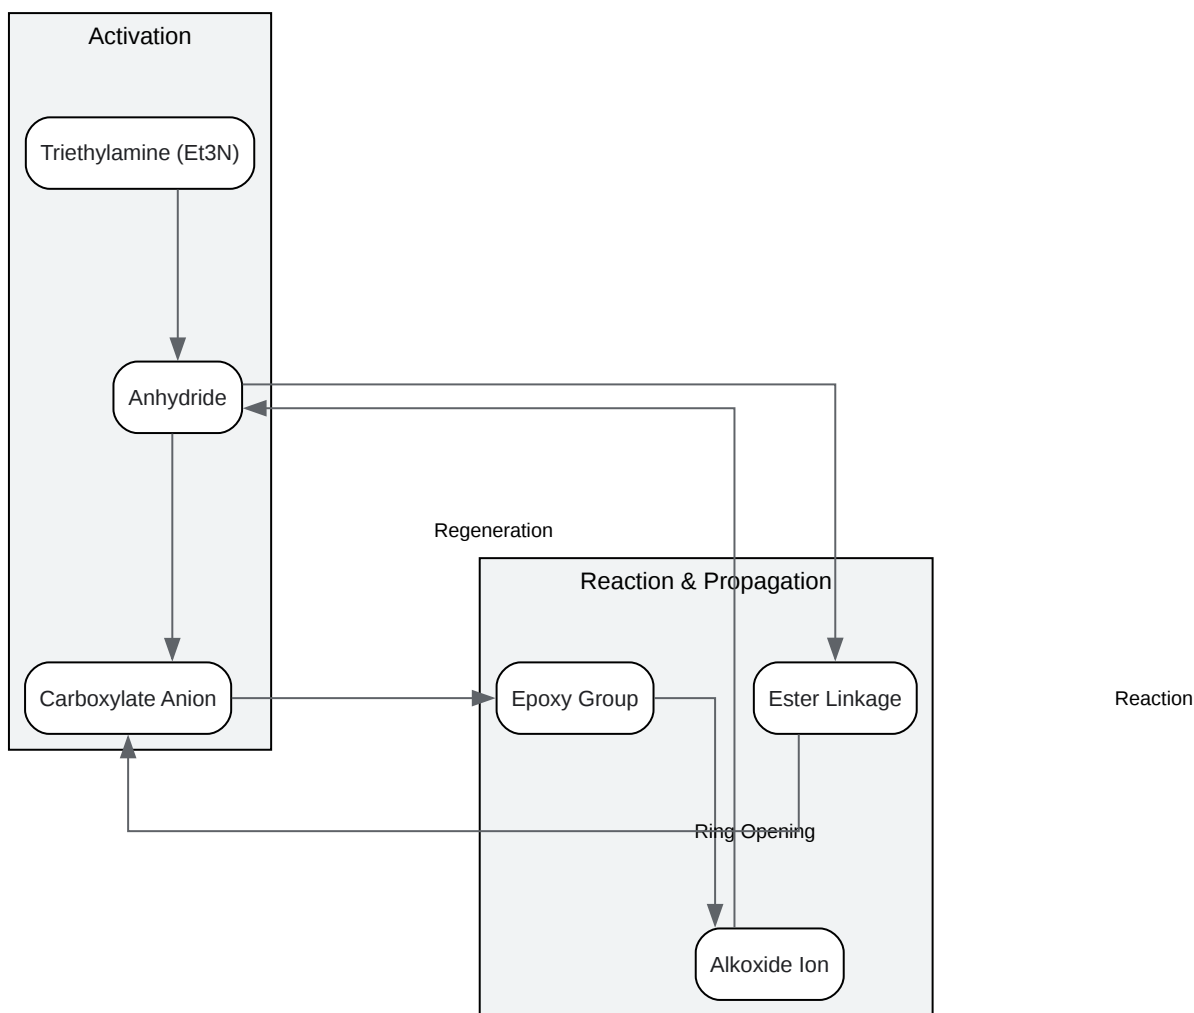 Activation
Triethylamine (Et3N)
Anhydride
Regeneration
Reaction & Propagation
Carboxylate Anion
Epoxy Group
Ester Linkage
Reaction
Ring Opening
Alkoxide Ion